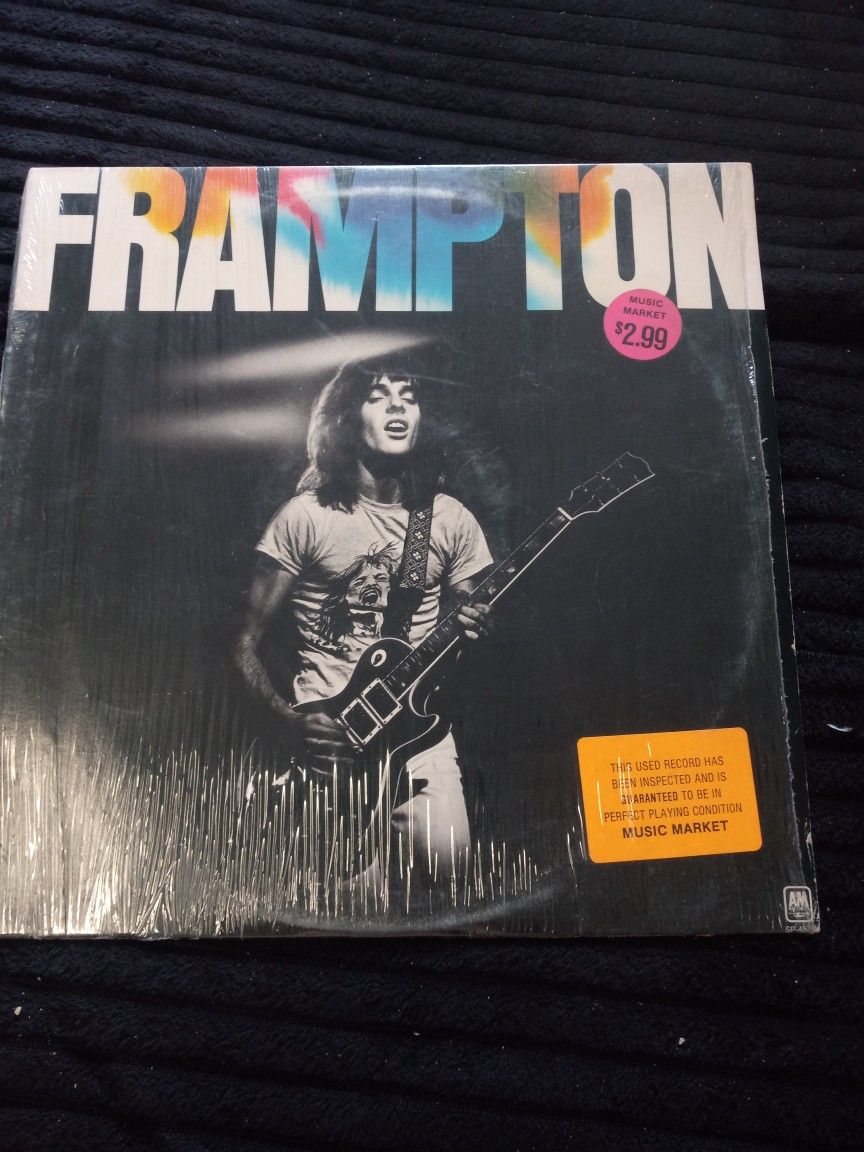 FRAMPTON
MUSIC
MARKET
$2.99
THIS USED RECORD HAS
BEEN INSPECTED AND IS
GUARANTEED TO BE IN
PERFECT PLAYING CONDITION
MUSIC MARKET
AM